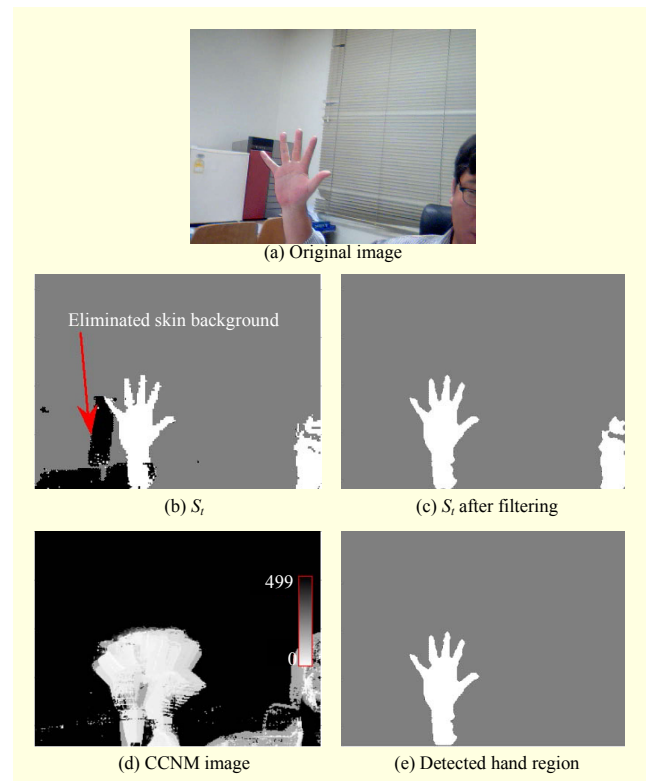 (a) Original image
Eliminated skin background
(b) Sₜ
(c) Sₜ after filtering
499
0
(d) CCNM image
(e) Detected hand region